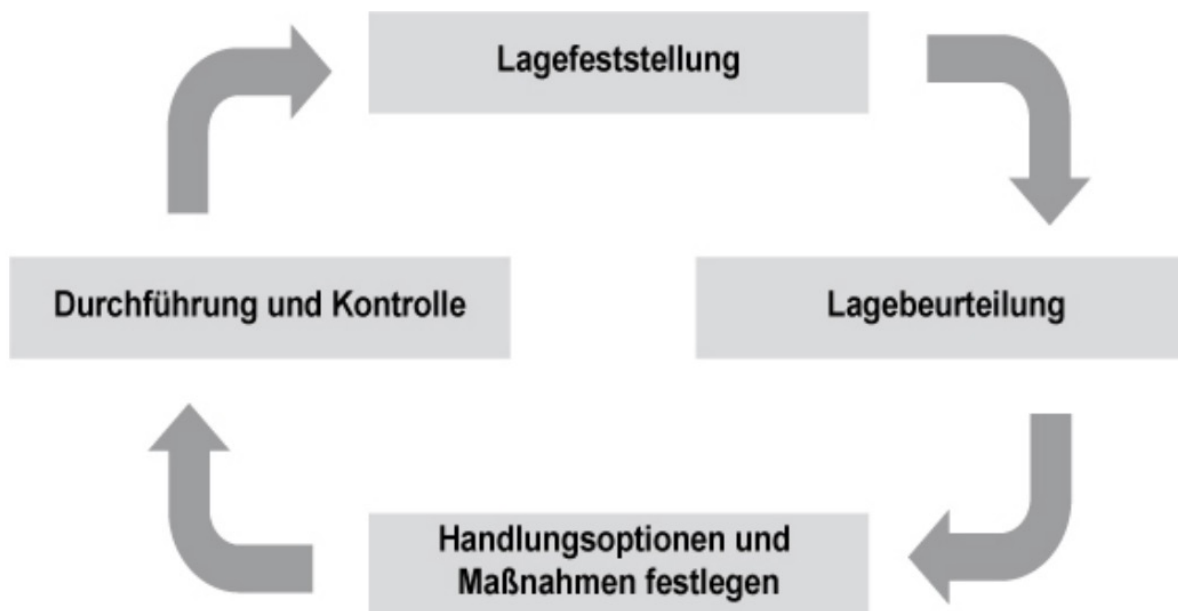 Lagefeststellung
Durchführung und Kontrolle
Lagebeurteilung
Handlungsoptionen und
Maßnahmen festlegen